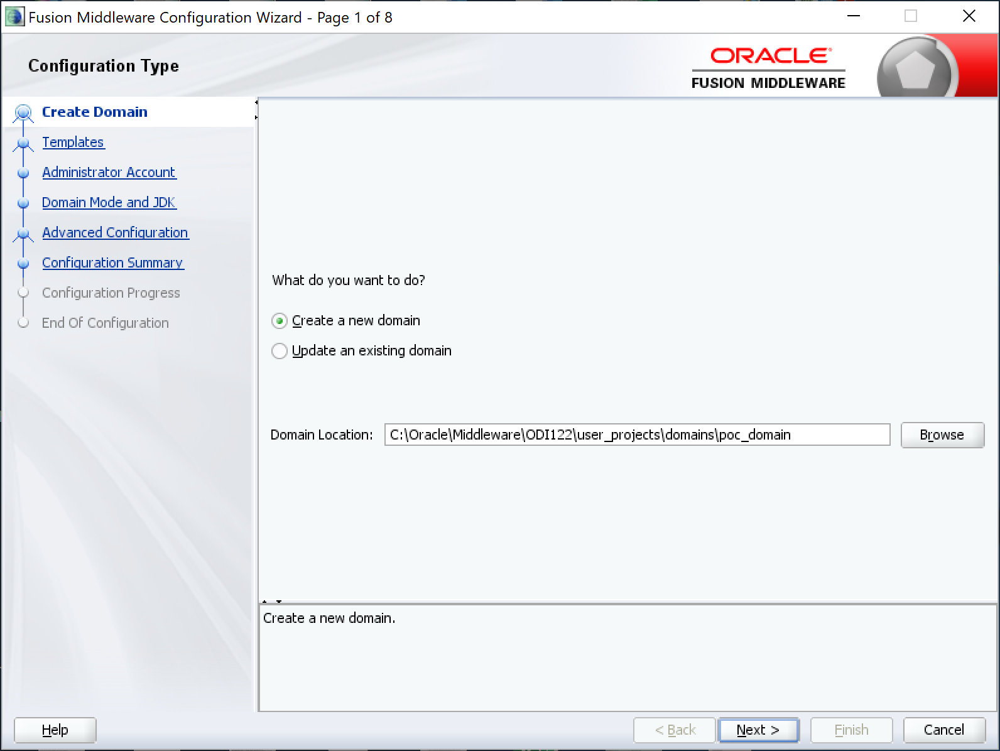 Fusion Middleware Configuration Wizard - Page 1 of 8
Configuration Type
ORACLE
FUSION MIDDLEWARE
Create Domain
Templates
Administrator Account
Domain Mode and JDK
Advanced Configuration
Configuration Summary
Configuration Progress
End Of Configuration
What do you want to do?
Create a new domain
Update an existing domain
Domain Location: C:\Oracle\Middleware\ODI122\user_projects\domains\poc_domain Browse
Create a new domain.
Help < Back Next > Finish Cancel